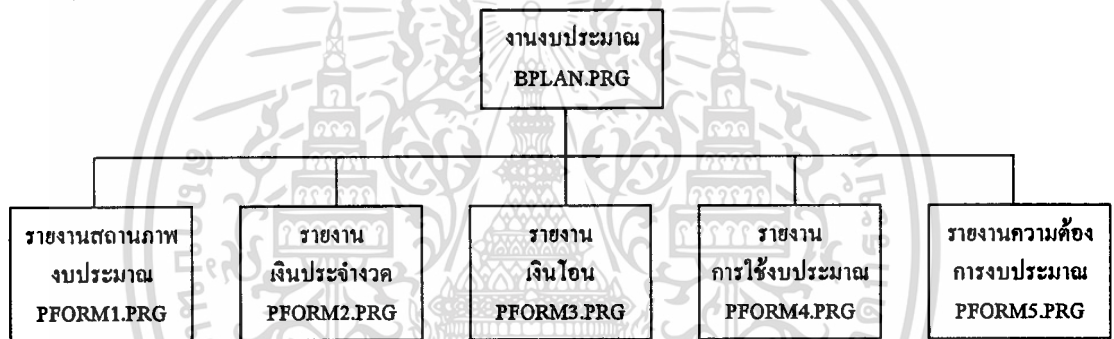 งานงบประมาณ
BPLAN.PRG
รายงานสถานภาพ
งบประมาณ
PFORM1.PRG
รายงาน
เงินประจำงวด
PFORM2.PRG
รายงาน
เงินโอน
PFORM3.PRG
รายงาน
การใช้งบประมาณ
PFORM4.PRG
รายงานความต้อง
การงบประมาณ
PFORM5.PRG